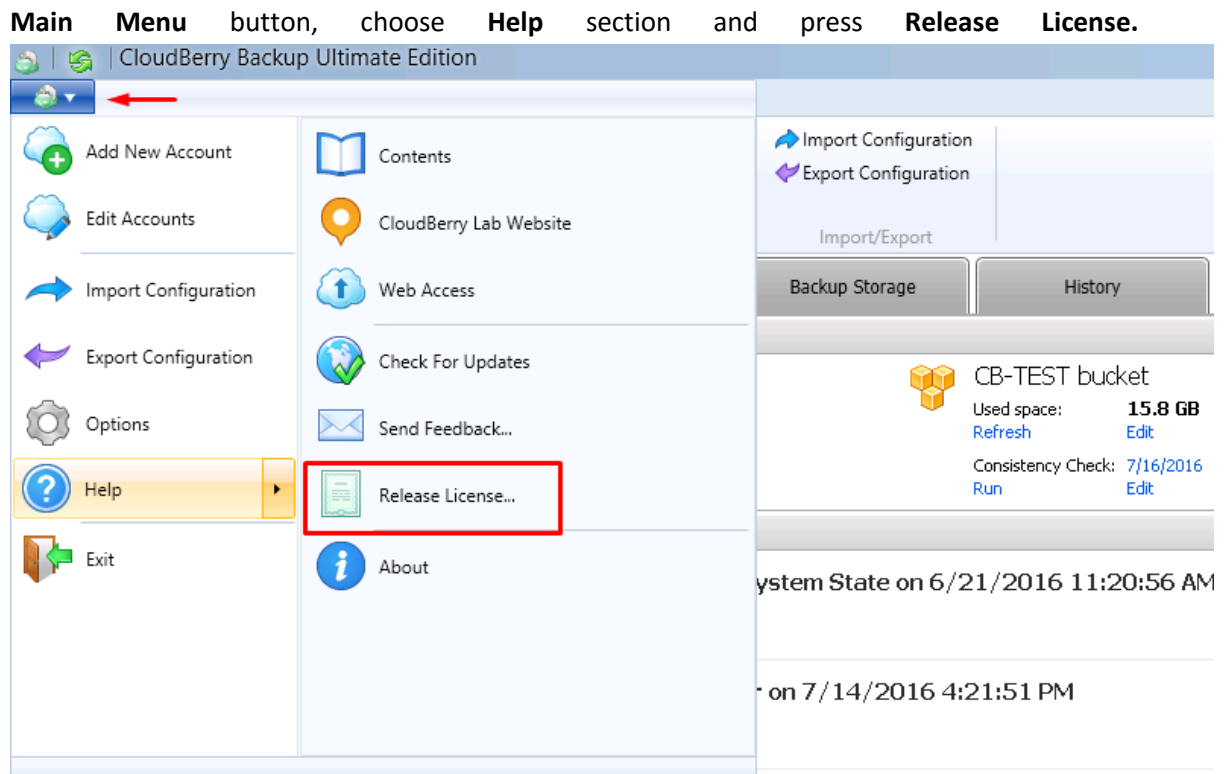 Main Menu button, choose Help section and press Release License.
CloudBerry Backup Ultimate Edition
Add New Account
Edit Accounts
Import Configuration
Export Configuration
Options
Help
Exit
Contents
CloudBerry Lab Website
Web Access
Check For Updates
Send Feedback...
Release License...
About
Import Configuration
Export Configuration
Import/Export
Backup Storage
History
CB-TEST bucket
Used space: 15.8 GB
Refresh Edit
Consistency Check: 7/16/2016
Run Edit
ystem State on 6/21/2016 11:20:56 AM
on 7/14/2016 4:21:51 PM